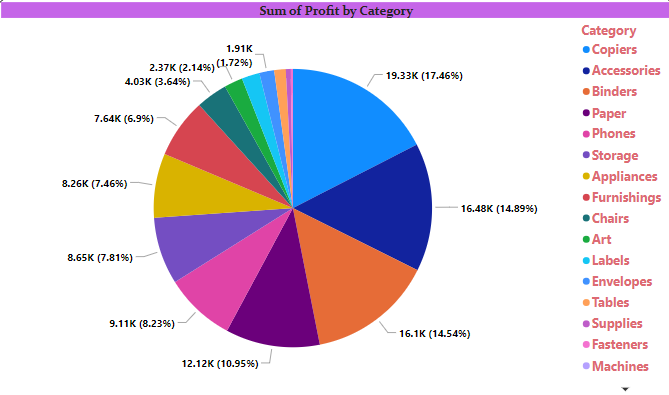 Sum of Profit by Category
Category
Copiers
Accessories
Binders
Paper
Phones
Storage
Appliances
Furnishings
Chairs
Art
Labels
Envelopes
Tables
Supplies
Fasteners
Machines
19.33K (17.46%)
16.48K (14.89%)
16.1K (14.54%)
12.12K (10.95%)
9.11K (8.23%)
8.65K (7.81%)
8.26K (7.46%)
7.64K (6.9%)
4.03K (3.64%)
2.37K (2.14%)
1.91K
(1.72%)